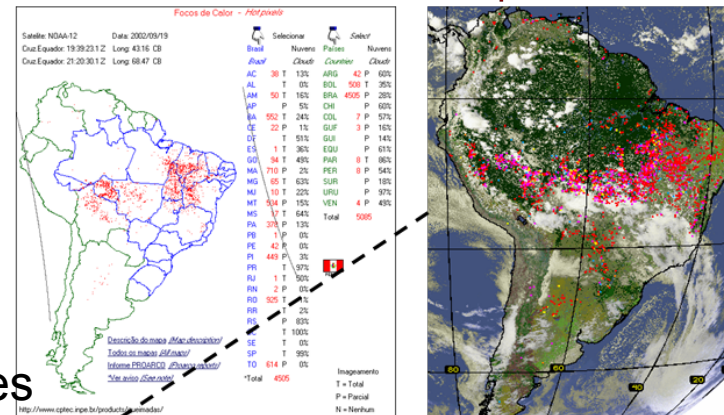 Focos de Calor - Hotpixels
Satelite: NOAA-12 Data: 2002/09/19
Cruz.Equador: 19:39:23.1 Z Long: 43.16 CB
Cruz.Equador: 21:20:30.1 Z Long: 68.47 CB
Selecionar Select
Brasil Nuvens Países Nuvens
Brazil Clouds Countries Clouds
AC 38 T 13% ARG 42 P 60%
AL T 0% BOL 508 T 35%
AM 50 T 16% BRA 4505 P 28%
AP P 5% CHI P 60%
BA 552 T 24% COL 7 P 57%
CE 22 P 1% GUF 3 P 16%
DF T 51% GUI P 14%
ES 1 T 36% EQU P 61%
GO 94 T 49% PAR 8 T 86%
MA 710 P 2% PER 8 P 54%
MG 65 T 63% SUR P 18%
MJ 10 T 22% URU P 97%
MT P 15% VEN 4 P 49%
MS T 64% Total 5085
PA P 13%
PB 1 P 0%
PE 42 P 0%
PI 449 P 3%
PR T 97%
RJ 1 T 50%
RN 2 P 0%
RO 925 T
RR T 2%
RS P 83%
T 100%
SE T 0%
SP T 99%
TO 614 P 0%
*Total 4505
Descrição do mapa (Map description)
Todos os mapas (All maps)
Informe PROARCO (Proarco reports)
*Ver aviso (See note)
Imageamento
T = Total
P = Parcial
N = Nenhum
http://www.cptec.inpe.br/products/queimadas/
es
80 60 40 20